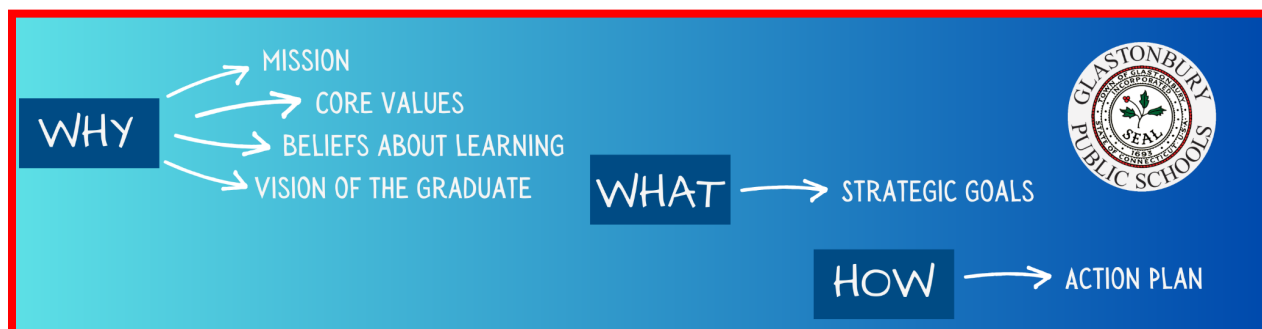 MISSION
CORE VALUES
WHY
BELIEFS ABOUT LEARNING
VISION OF THE GRADUATE
WHAT
STRATEGIC GOALS
HOW
ACTION PLAN
GLASTONBURY
PUBLIC SCHOOLS
TOWN OF GLASTONBURY
INCORPORATED
SEAL
1693
STATE OF CONNECTICUT U.S.A.